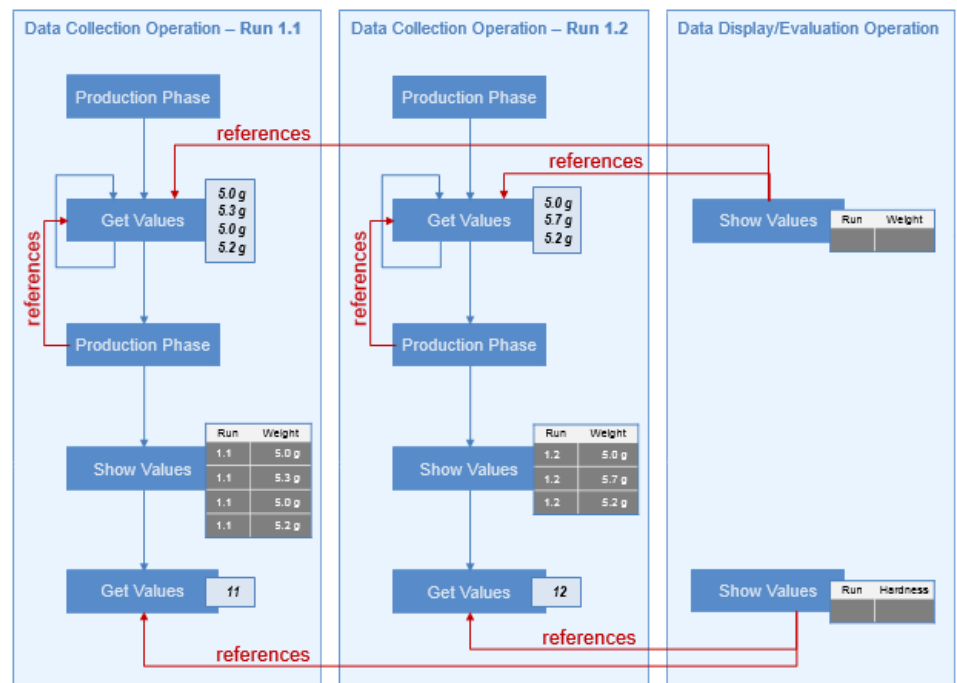 Data Collection Operation – Run 1.1
Production Phase
references
Get Values
5.0 g
5.3 g
5.0 g
5.2 g
references
Production Phase
Run Weight
Show Values
1.1 5.0 g
1.1 5.3 g
1.1 5.0 g
1.1 5.2 g
Get Values
11
references
Data Collection Operation – Run 1.2
Production Phase
references
Get Values
5.0 g
5.7 g
5.2 g
references
Production Phase
Run Weight
Show Values
1.2 5.0 g
1.2 5.7 g
1.2 5.2 g
Get Values
12
references
Data Display/Evaluation Operation
Show Values
Run Weight
Show Values
Run Hardness